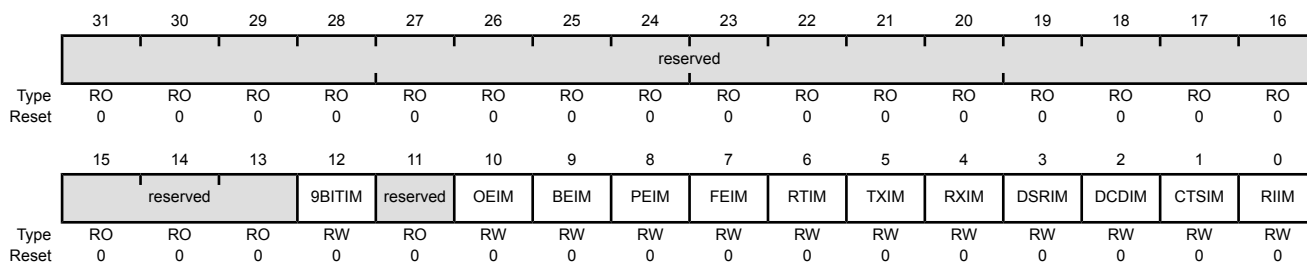 31 30 29 28 27 26 25 24 23 22 21 20 19 18 17 16
reserved
Type RO RO RO RO RO RO RO RO RO RO RO RO RO RO RO RO
Reset 0 0 0 0 0 0 0 0 0 0 0 0 0 0 0 0
15 14 13 12 11 10 9 8 7 6 5 4 3 2 1 0
reserved 9BITIM reserved OEIM BEIM PEIM FEIM RTIM TXIM RXIM DSRIM DCDIM CTSIM RIIM
Type RO RO RO RW RO RW RW RW RW RW RW RW RW RW RW RW
Reset 0 0 0 0 0 0 0 0 0 0 0 0 0 0 0 0